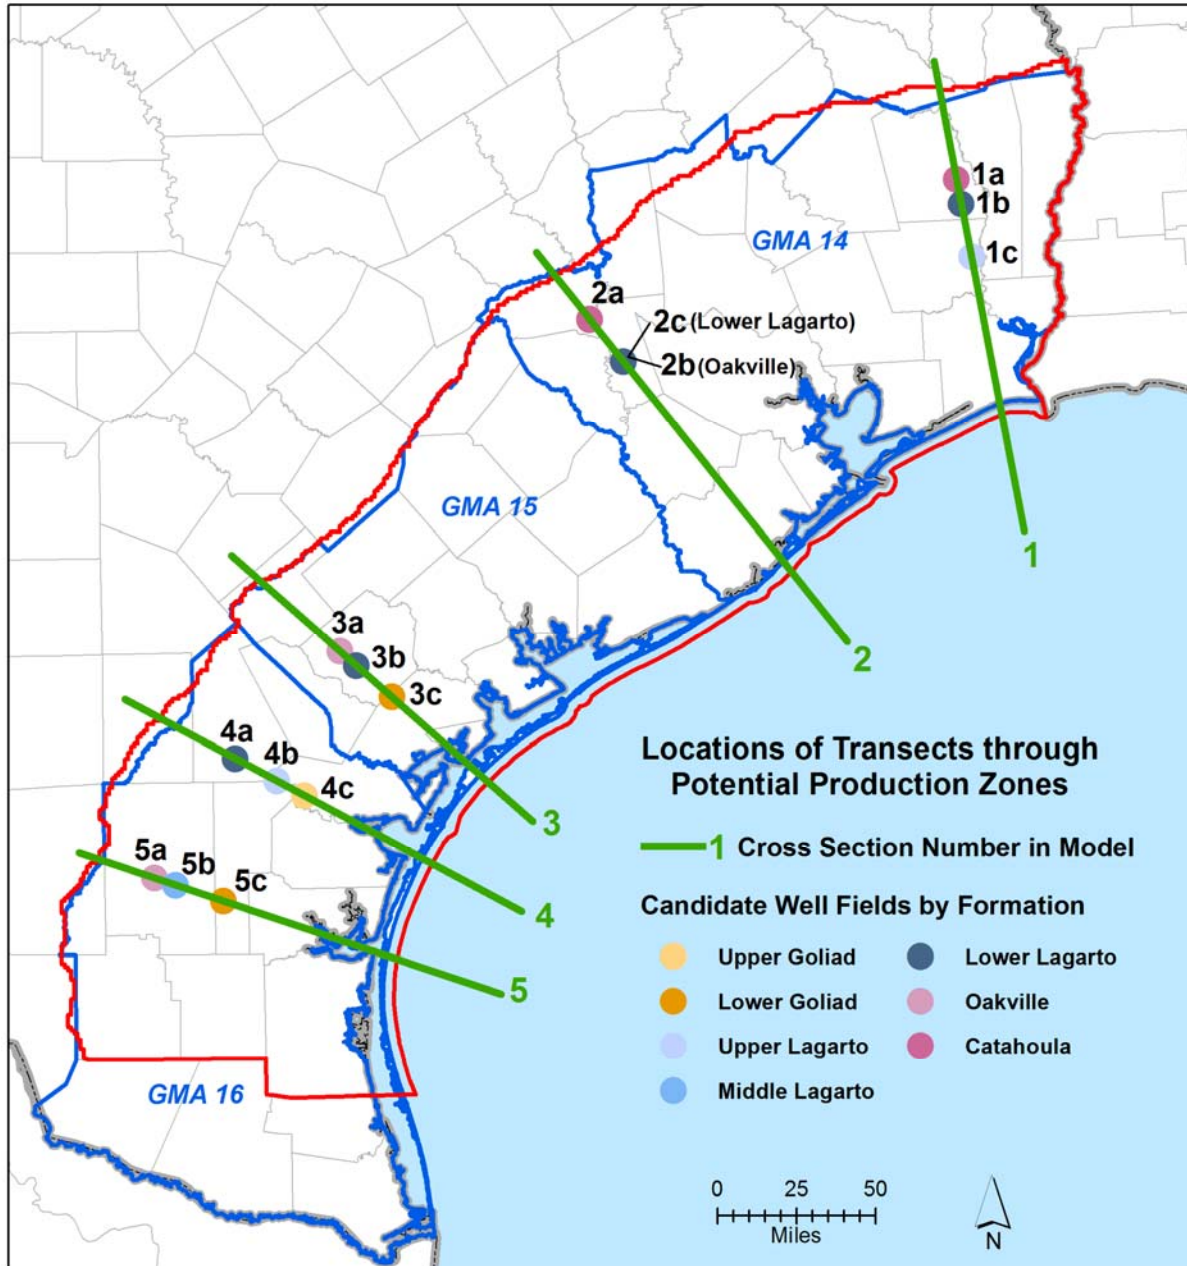 1a
1b
GMA 14
1c
2a
2c (Lower Lagarto)
2b (Oakville)
GMA 15
1
3a
3b
2
3c
4a
4b
4c
3
5a
5b
5c
4
5
GMA 16
Locations of Transects through
Potential Production Zones
1 Cross Section Number in Model
Candidate Well Fields by Formation
Upper Goliad
Lower Lagarto
Lower Goliad
Oakville
Upper Lagarto
Catahoula
Middle Lagarto
0 25 50
Miles
N